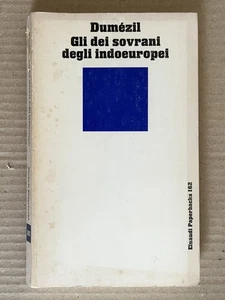 Dumézil
Gli dei sovrani
degli indoeuropei
Einaudi Paperbacks 162